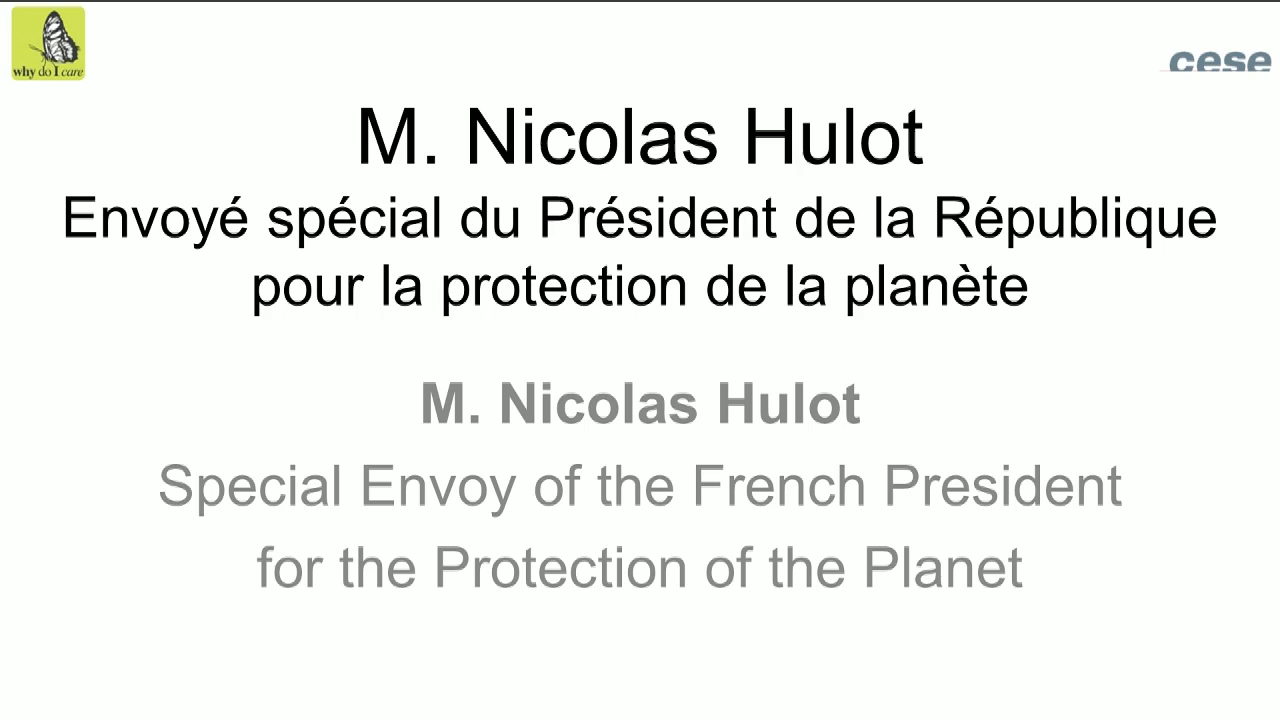 why do I care
cese
M. Nicolas Hulot
Envoyé spécial du Président de la République
pour la protection de la planète
M. Nicolas Hulot
Special Envoy of the French President
for the Protection of the Planet